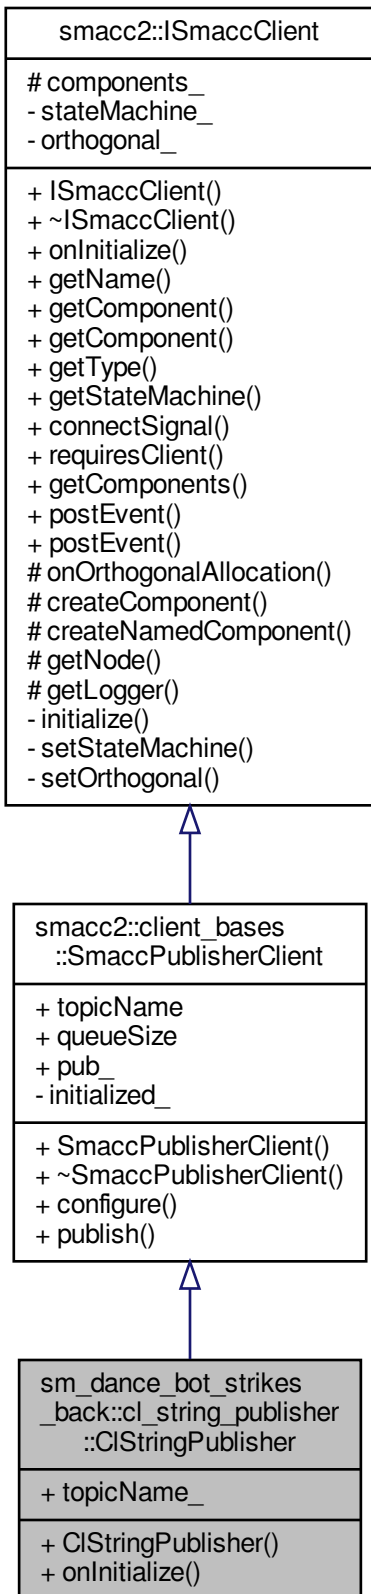 smacc2::ISmaccClient
# components_
- stateMachine_
- orthogonal_
+ ISmaccClient()
+ ~ISmaccClient()
+ onInitialize()
+ getName()
+ getComponent()
+ getComponent()
+ getType()
+ getStateMachine()
+ connectSignal()
+ requiresClient()
+ getComponents()
+ postEvent()
+ postEvent()
# onOrthogonalAllocation()
# createComponent()
# createNamedComponent()
# getNode()
# getLogger()
- initialize()
- setStateMachine()
- setOrthogonal()
smacc2::client_bases
::SmaccPublisherClient
+ topicName
+ queueSize
+ pub_
- initialized_
+ SmaccPublisherClient()
+ ~SmaccPublisherClient()
+ configure()
+ publish()
sm_dance_bot_strikes
_back::cl_string_publisher
::ClStringPublisher
+ topicName_
+ ClStringPublisher()
+ onInitialize()